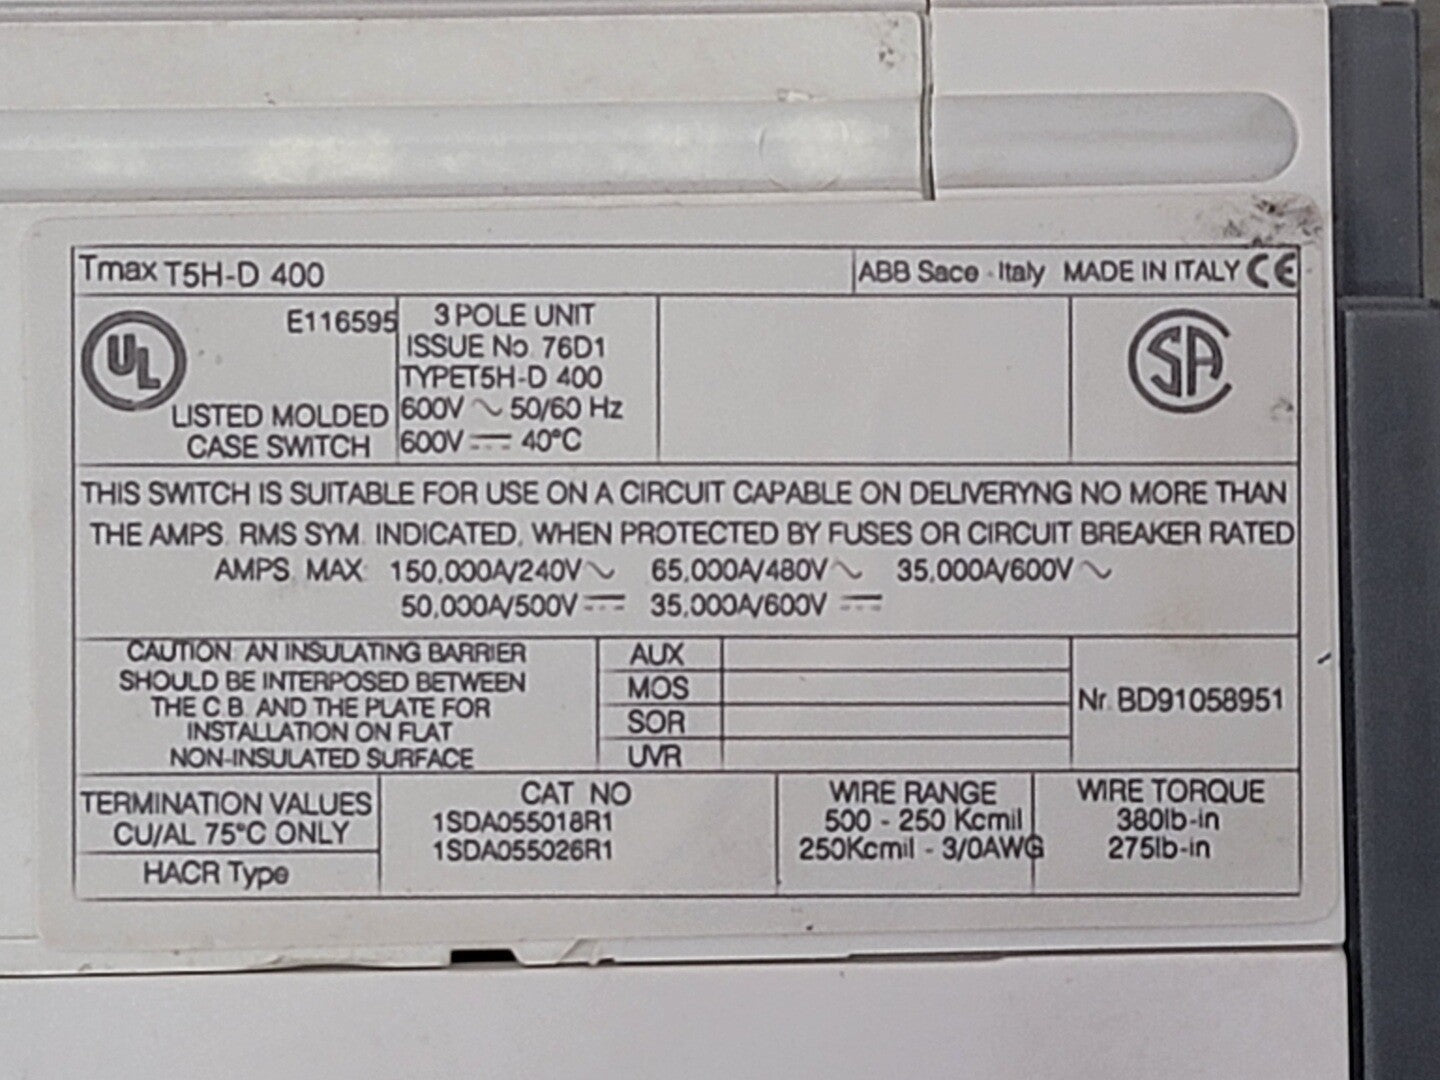 Tmax T5H-D 400
ABB Sace - Italy MADE IN ITALY CE
UL
E116595
LISTED MOLDED
CASE SWITCH
3 POLE UNIT
ISSUE No. 76D1
TYPET5H-D 400
600V ∼ 50/60 Hz
600V ⎓ 40°C
SA
THIS SWITCH IS SUITABLE FOR USE ON A CIRCUIT CAPABLE ON DELIVERYNG NO MORE THAN
THE AMPS. RMS SYM. INDICATED, WHEN PROTECTED BY FUSES OR CIRCUIT BREAKER RATED
AMPS. MAX: 150.000A/240V∼ 65.000A/480V∼ 35.000A/600V∼
50.000A/500V ⎓ 35.000A/600V ⎓
CAUTION: AN INSULATING BARRIER
SHOULD BE INTERPOSED BETWEEN
THE C.B. AND THE PLATE FOR
INSTALLATION ON FLAT
NON-INSULATED SURFACE
AUX
MOS
SOR
UVR
Nr. BD91058951
TERMINATION VALUES
CU/AL 75°C ONLY
HACR Type
CAT NO
1SDA055018R1
1SDA055026R1
WIRE RANGE
500 - 250 Kcmil
250Kcmil - 3/0AWG
WIRE TORQUE
380lb-in
275lb-in